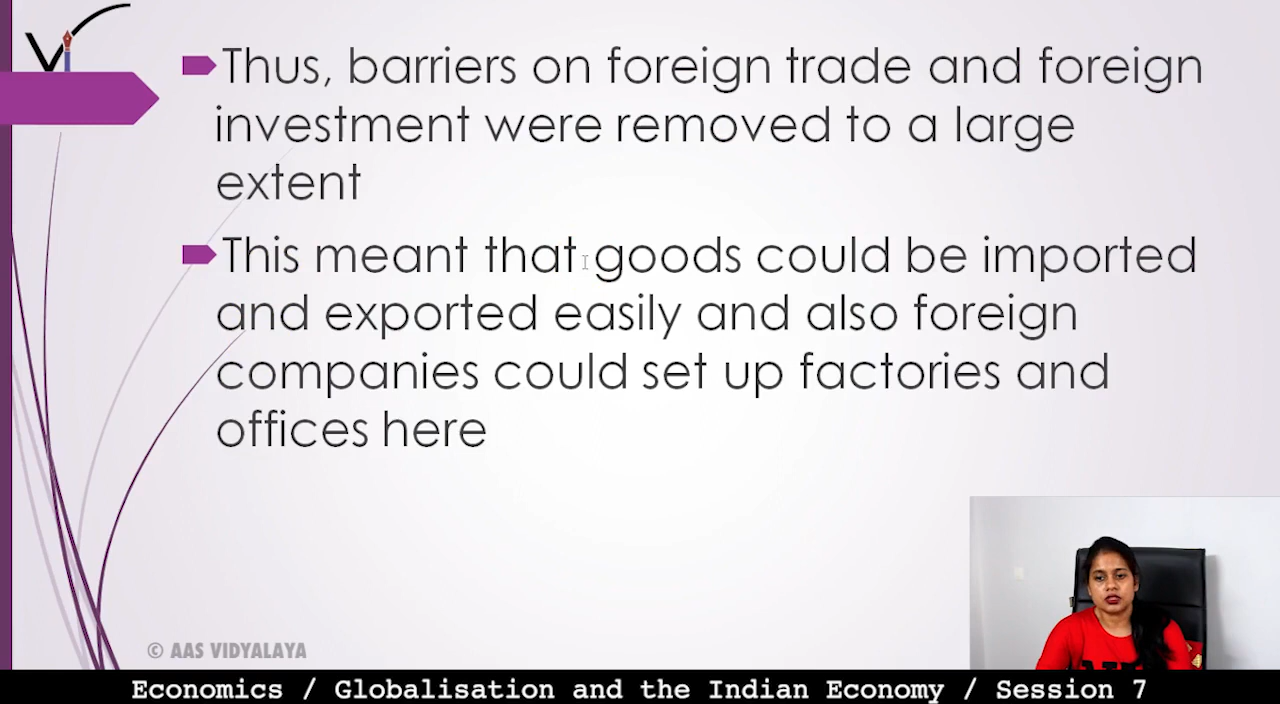 Thus, barriers on foreign trade and foreign
investment were removed to a large
extent
This meant that goods could be imported
and exported easily and also foreign
companies could set up factories and
offices here
© AAS VIDYALAYA
Economics / Globalisation and the Indian Economy / Session 7